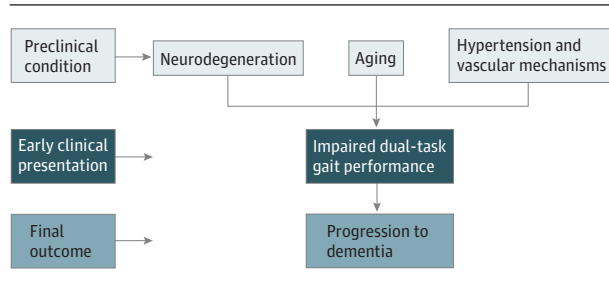 Preclinical
condition
Neurodegeneration
Aging
Hypertension and
vascular mechanisms
Early clinical
presentation
Impaired dual-task
gait performance
Final
outcome
Progression to
dementia